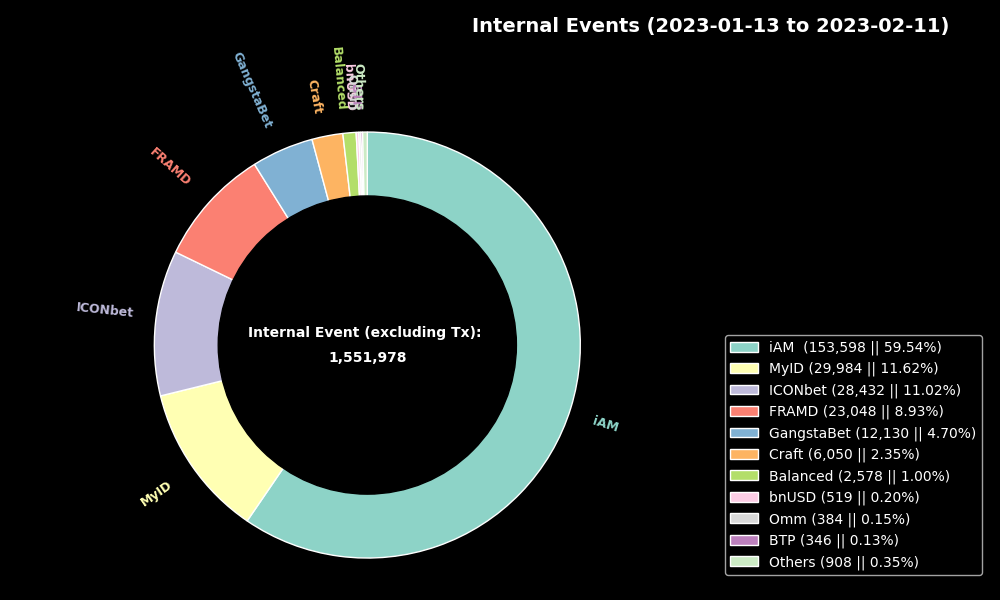 Internal Events (2023-01-13 to 2023-02-11)
GangstaBet
Craft
Balanced
bnUSD
Others
FRAMD
ICONbet
MyID
iAM
Internal Event (excluding Tx):
1,551,978
iAM  (153,598 || 59.54%)
MyID (29,984 || 11.62%)
ICONbet (28,432 || 11.02%)
FRAMD (23,048 || 8.93%)
GangstaBet (12,130 || 4.70%)
Craft (6,050 || 2.35%)
Balanced (2,578 || 1.00%)
bnUSD (519 || 0.20%)
Omm (384 || 0.15%)
BTP (346 || 0.13%)
Others (908 || 0.35%)